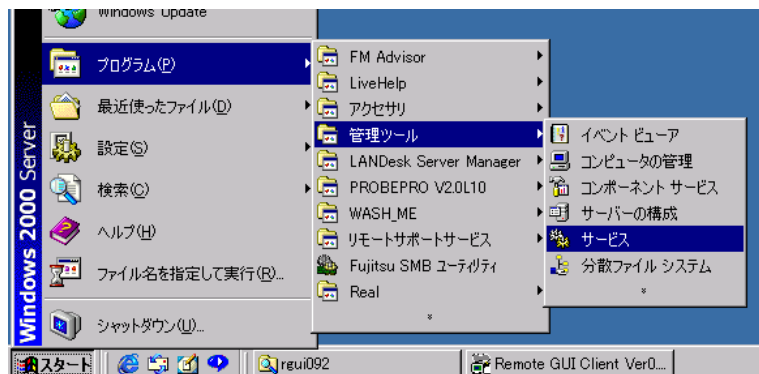 Windows Update
プログラム(P)
最近使ったファイル(D)
設定(S)
検索(C)
ヘルプ(H)
ファイル名を指定して実行(R)...
シャットダウン(U)...
Windows 2000 Server
FM Advisor
LiveHelp
アクセサリ
管理ツール
LANDesk Server Manager
PROBEPRO V2.0L10
WASH_ME
リモートサポートサービス
Fujitsu SMB ユーティリティ
Real
イベント ビューア
コンピュータの管理
コンポーネント サービス
サーバーの構成
サービス
分散ファイル システム
スタート
rgui092
Remote GUI Client Ver0...